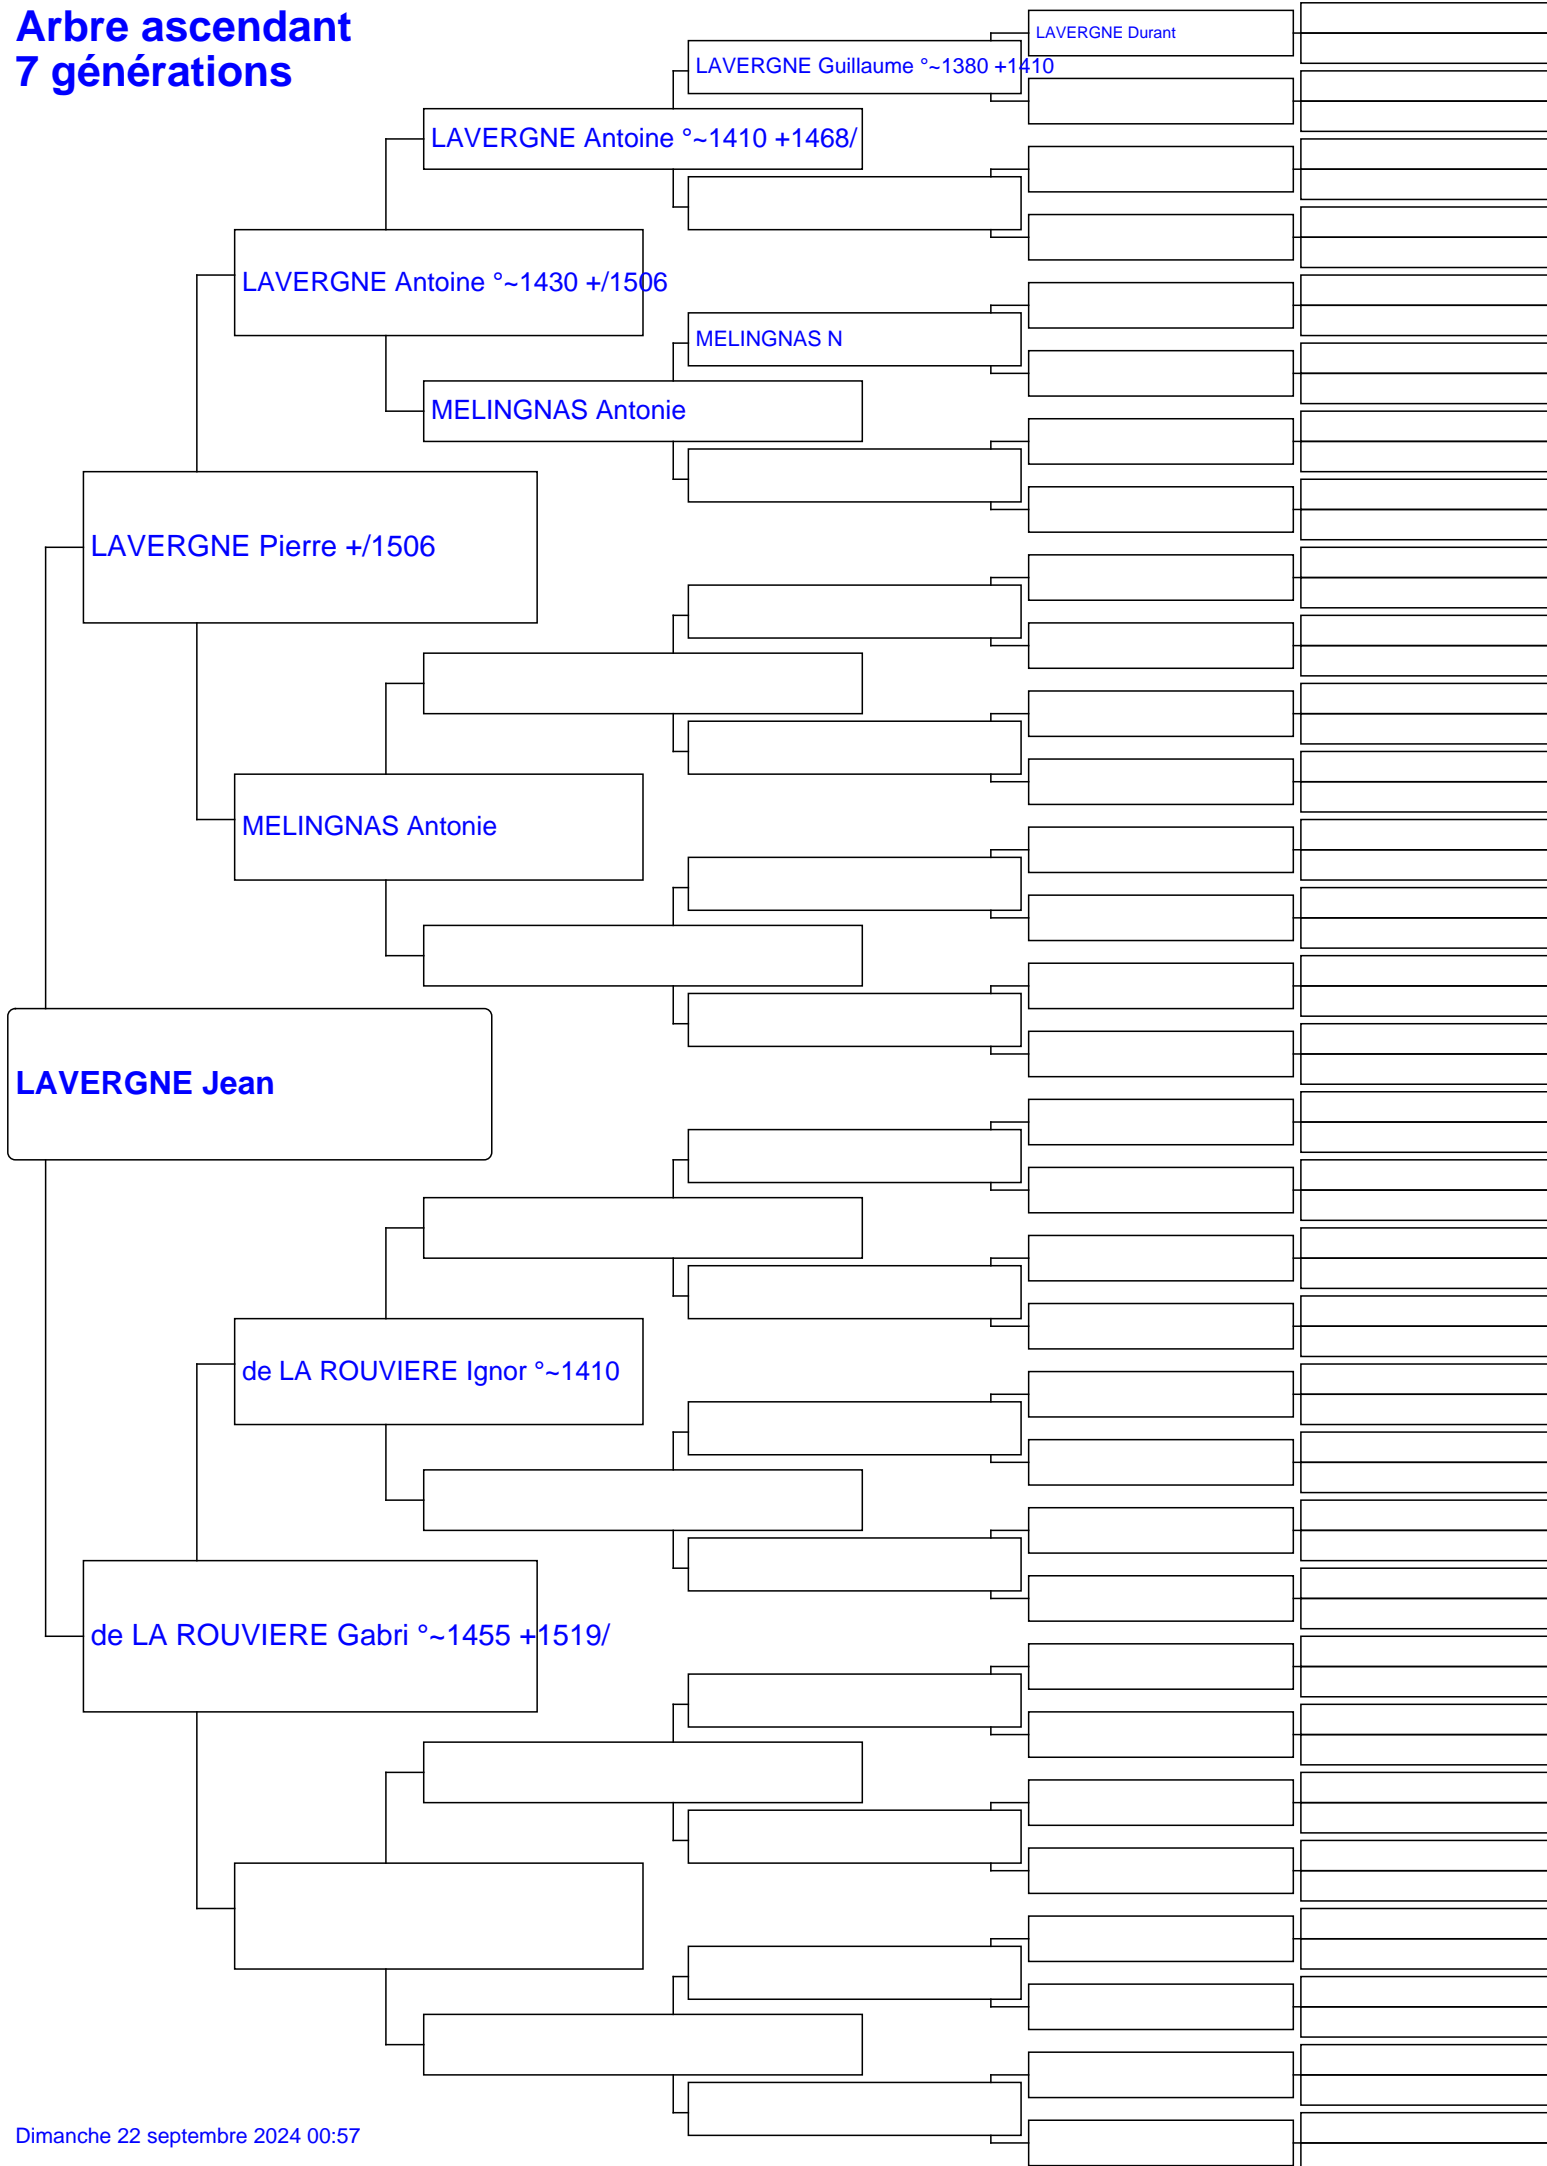 Arbre ascendant
7 générations
LAVERGNE Durant
LAVERGNE Guillaume °~1380 +1410
LAVERGNE Antoine °~1410 +1468/
LAVERGNE Antoine °~1430 +/1506
MELINGNAS N
MELINGNAS Antonie
LAVERGNE Pierre +/1506
MELINGNAS Antonie
LAVERGNE Jean
de LA ROUVIERE Ignor °~1410
de LA ROUVIERE Gabri °~1455 +1519/
Dimanche 22 septembre 2024 00:57